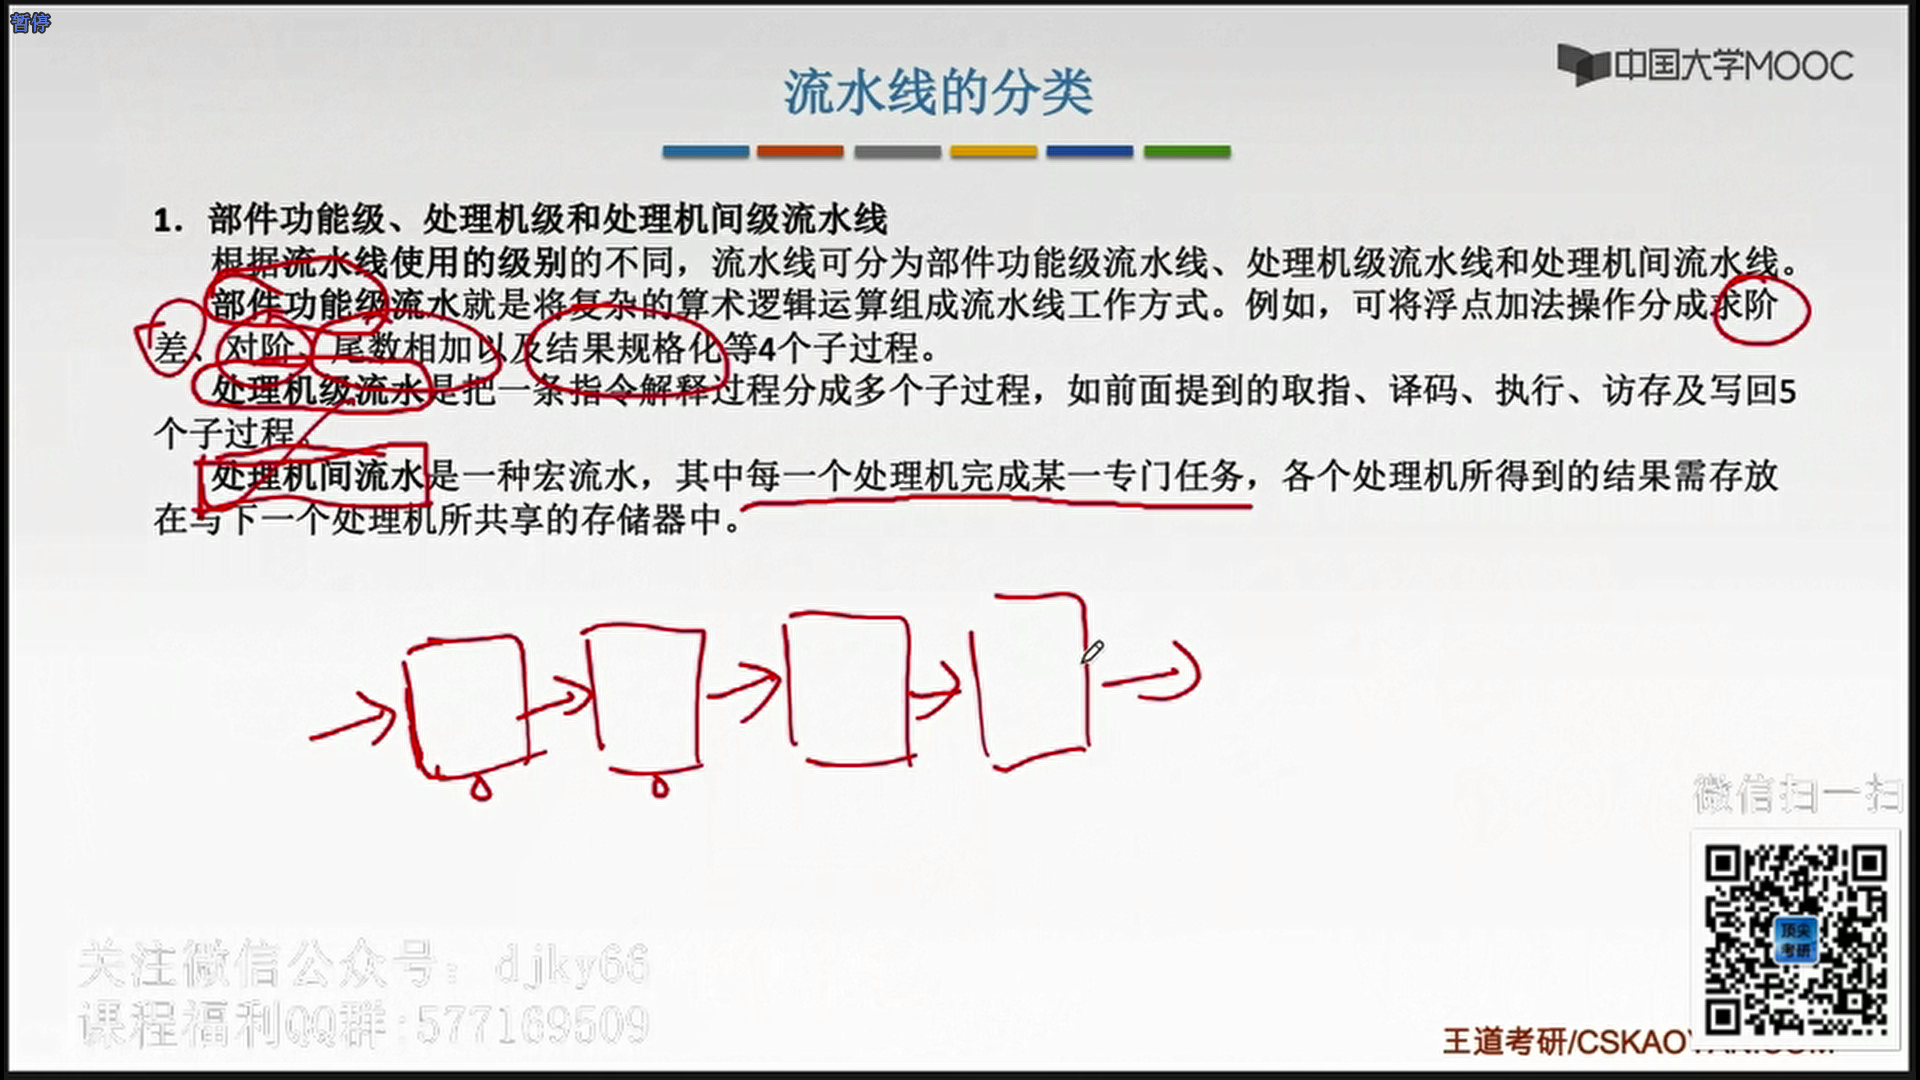 暂停
中国大学MOOC
流水线的分类
1. 部件功能级、处理机级和处理机间级流水线
根据流水线使用的级别的不同，流水线可分为部件功能级流水线、处理机级流水线和处理机间流水线。
部件功能级流水就是将复杂的算术逻辑运算组成流水线工作方式。例如，可将浮点加法操作分成求阶
差、对阶、尾数相加以及结果规格化等4个子过程。
处理机级流水是把一条指令解释过程分成多个子过程，如前面提到的取指、译码、执行、访存及写回5
个子过程。
处理机间流水是一种宏流水，其中每一个处理机完成某一专门任务，各个处理机所得到的结果需存放
在与下一个处理机所共享的存储器中。
微信扫一扫
顶尖
考研
关注微信公众号：djky66
课程福利QQ群:577169509
王道考研/CSKAOYAN.COM